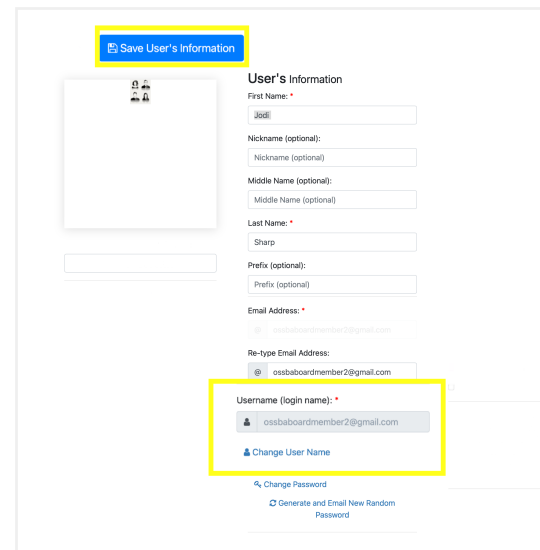 Save User's Information
User's Information
First Name: *
Jodi
Nickname (optional):
Nickname (optional)
Middle Name (optional):
Middle Name (optional)
Last Name: *
Sharp
Prefix (optional):
Prefix (optional)
Email Address: *
@ ossbaboardmember2@gmail.com
Re-type Email Address:
@ ossbaboardmember2@gmail.com
Username (login name): *
ossbaboardmember2@gmail.com
Change User Name
Change Password
Generate and Email New Random
Password